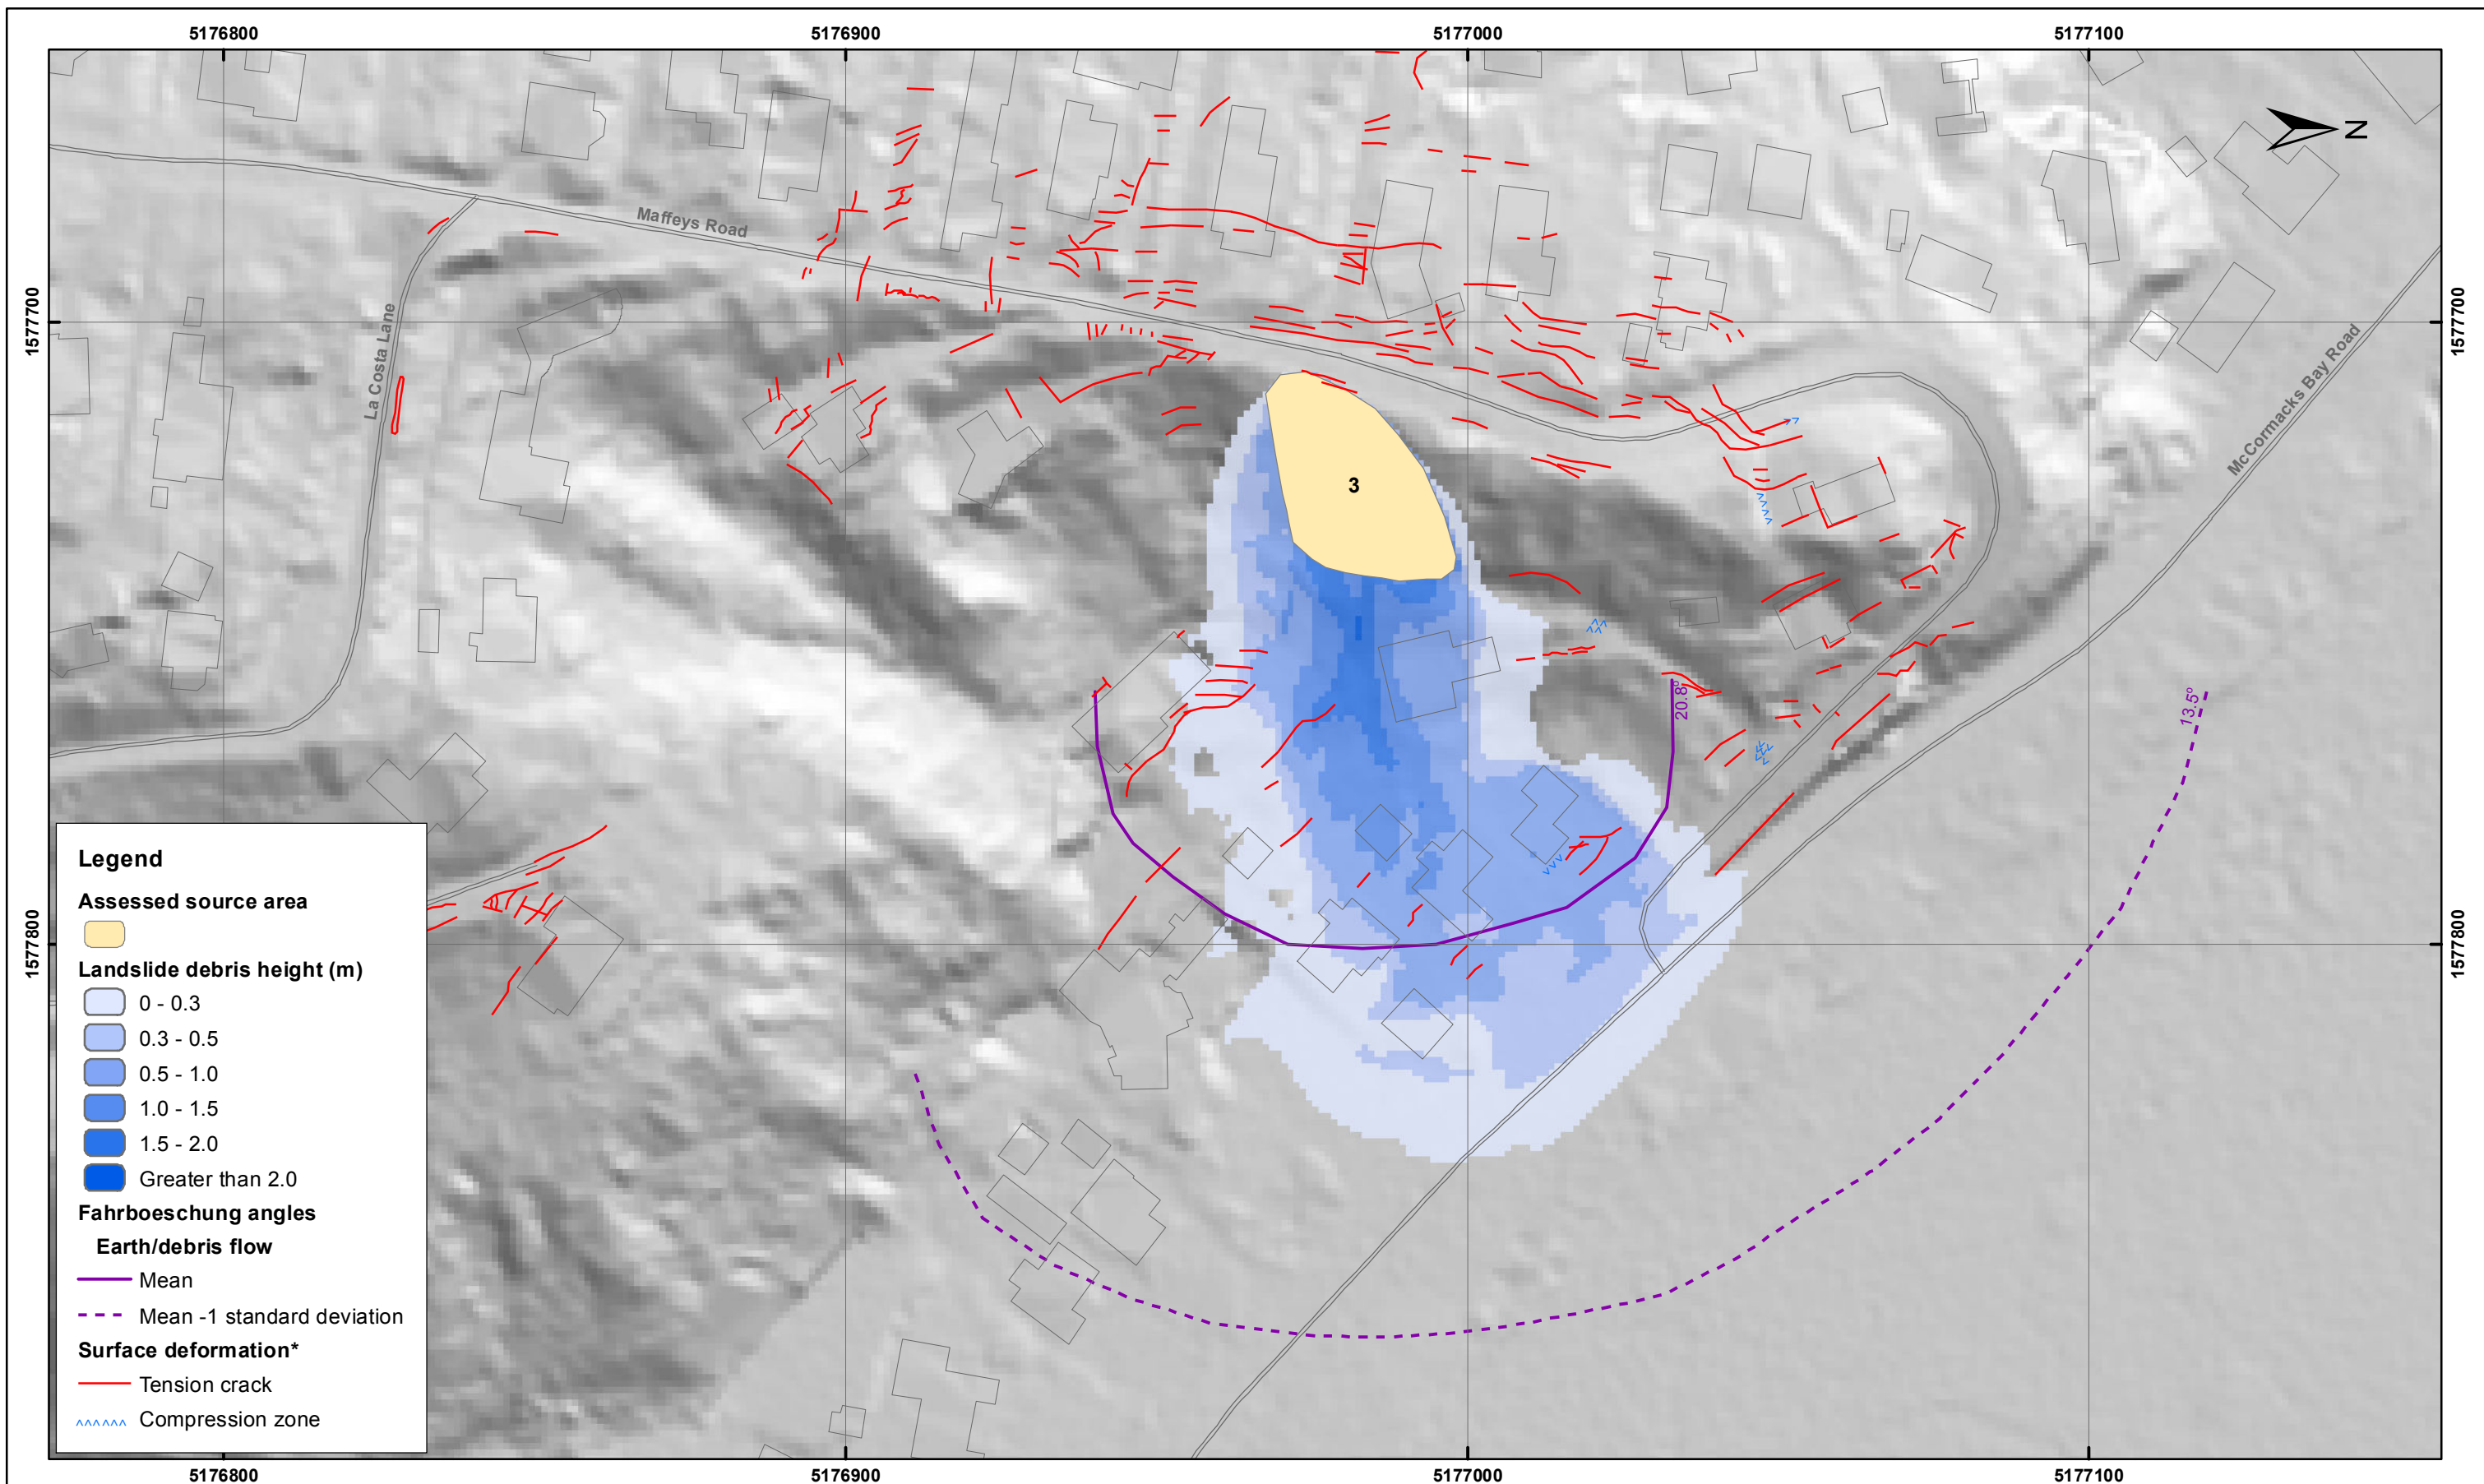 5176800
5176900
5177000
5177100
N
Maffeys Road
La Costa Lane
McCormacks Bay Road
1577700
1577700
3
20.8°
13.5°
1577800
1577800
Legend
Assessed source area
Landslide debris height (m)
0 - 0.3
0.3 - 0.5
0.5 - 1.0
1.0 - 1.5
1.5 - 2.0
Greater than 2.0
Fahrboeschung angles
Earth/debris flow
Mean
Mean -1 standard deviation
Surface deformation*
Tension crack
Compression zone
5176800
5176900
5177000
5177100